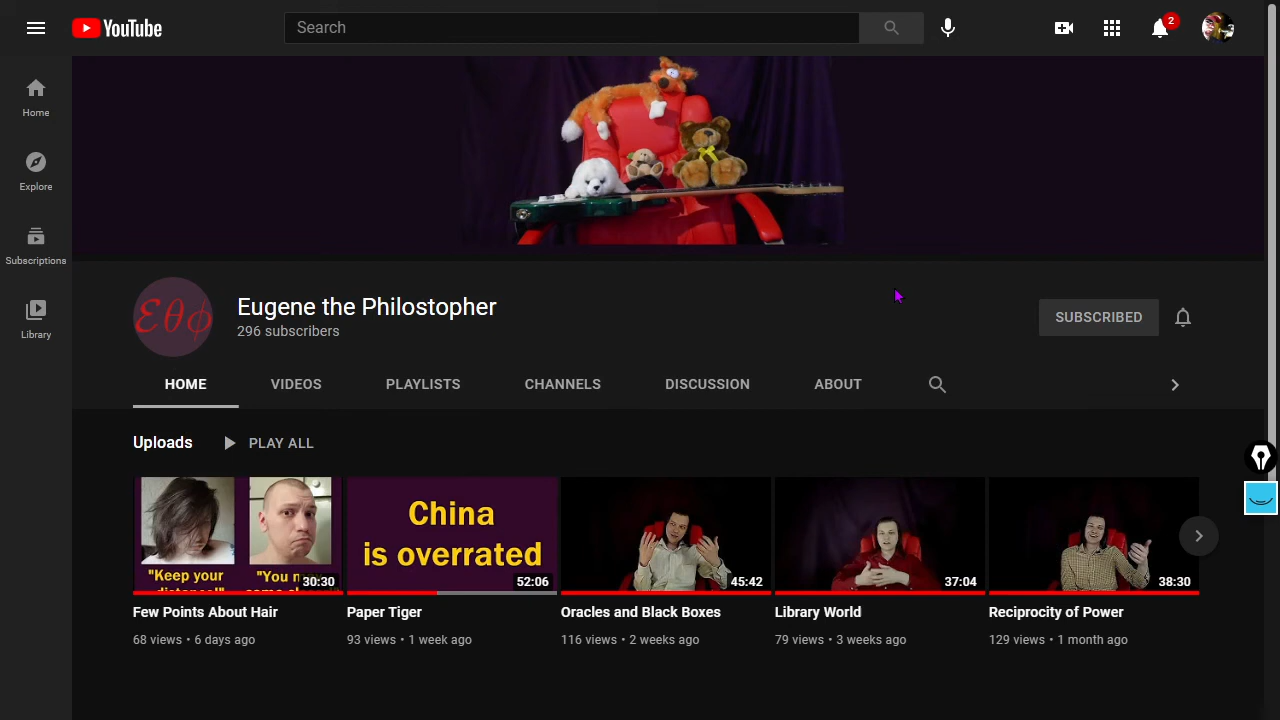 YouTube
Search
2
Home
Explore
Subscriptions
Library
Ɛθϕ
Eugene the Philostopher
296 subscribers
SUBSCRIBED
HOME VIDEOS PLAYLISTS CHANNELS DISCUSSION ABOUT
Uploads PLAY ALL
"Keep your
30:30
China
is overrated
52:06
45:42
37:04
38:30
Few Points About Hair
68 views • 6 days ago
Paper Tiger
93 views • 1 week ago
Oracles and Black Boxes
116 views • 2 weeks ago
Library World
79 views • 3 weeks ago
Reciprocity of Power
129 views • 1 month ago